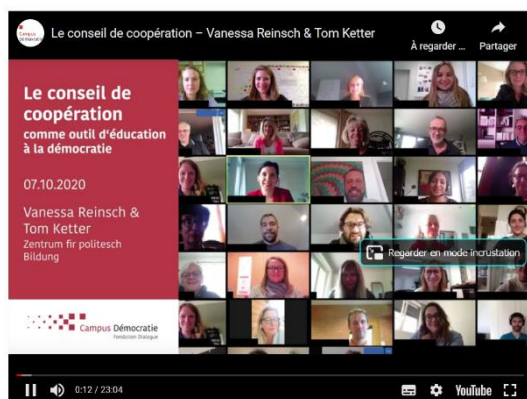 Le conseil de coopération – Vanessa Reinsch & Tom Ketter
À regarder ...
Partager
Le conseil de
coopération
comme outil d'éducation
à la démocratie
07.10.2020
Vanessa Reinsch &
Tom Ketter
Zentrum fir politesch
Bildung
Regarder en mode incrustation
Campus Démocratie
Fondation Dialogue
0:12 / 23:04
YouTube